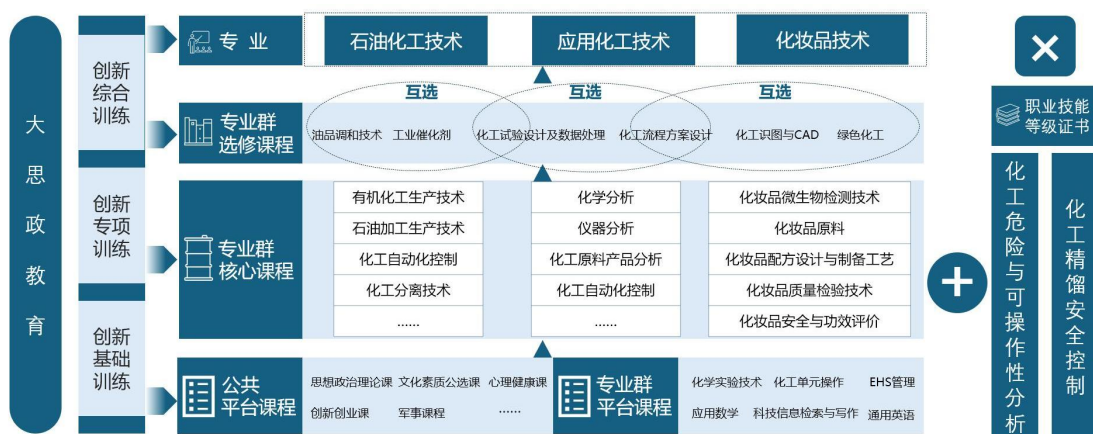 大思政教育
创新
综合
训练
创新
专项
训练
创新
基础
训练
专 业
石油化工技术
应用化工技术
化妆品技术
专业群
选修课程
互选
互选
互选
油品调和技术
工业催化剂
化工试验设计及数据处理
化工流程方案设计
化工识图与CAD
绿色化工
专业群
核心课程
有机化工生产技术
石油加工生产技术
化工自动化控制
化工分离技术
......
化学分析
仪器分析
化工原料产品分析
化工自动化控制
......
化妆品微生物检测技术
化妆品原料
化妆品配方设计与制备工艺
化妆品质量检验技术
化妆品安全与功效评价
公共
平台课程
思想政治理论课
文化素质公选课
心理健康课
创新创业课
军事课程
......
专业群
平台课程
化学实验技术
化工单元操作
EHS管理
应用数学
科技信息检索与写作
通用英语
职业技能
等级证书
化工危险与可操作性分析
化工精馏安全控制